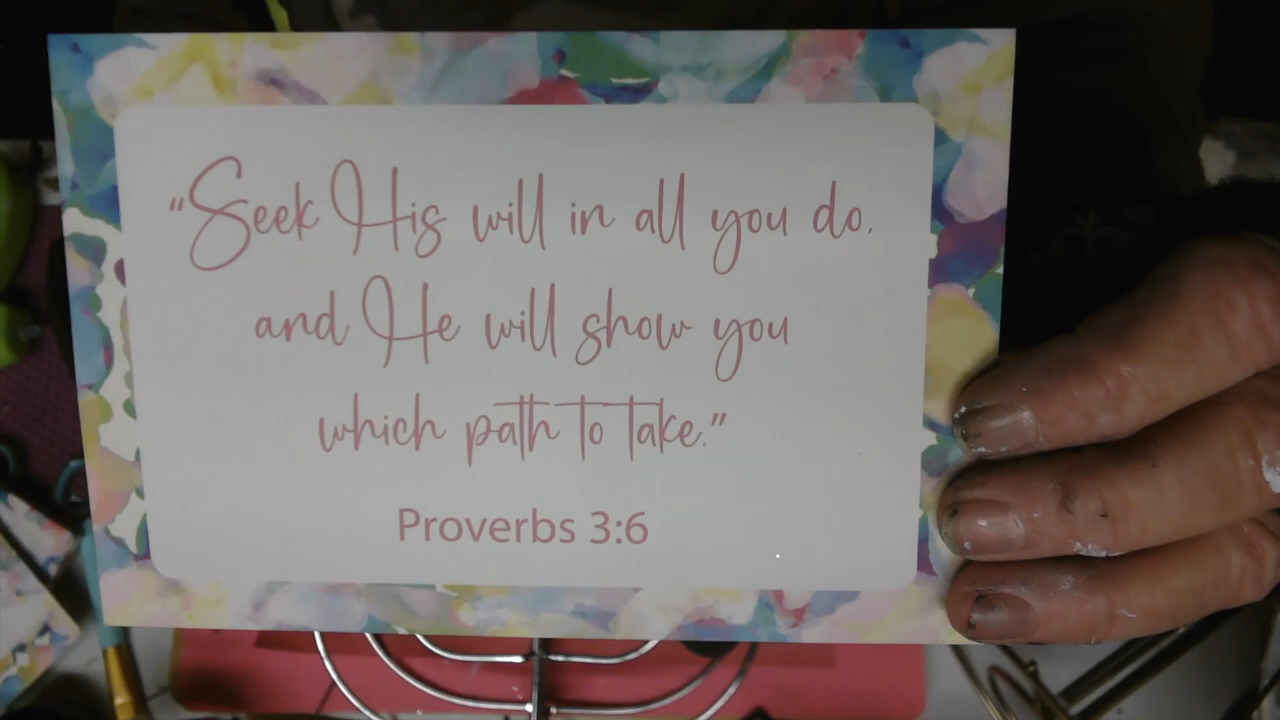 “Seek His will in all you do,
and He will show you
which path to take.”
Proverbs 3:6